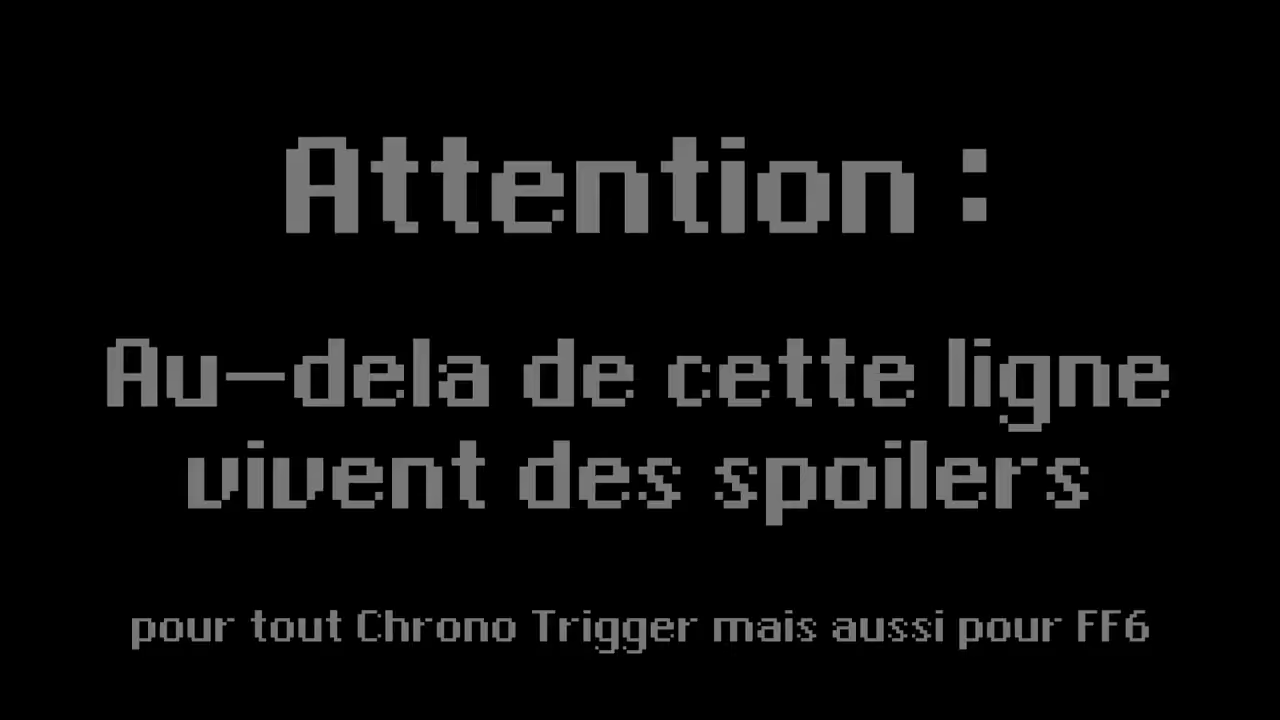 Attention :
Au-dela de cette ligne
vivent des spoilers
pour tout Chrono Trigger mais aussi pour FF6